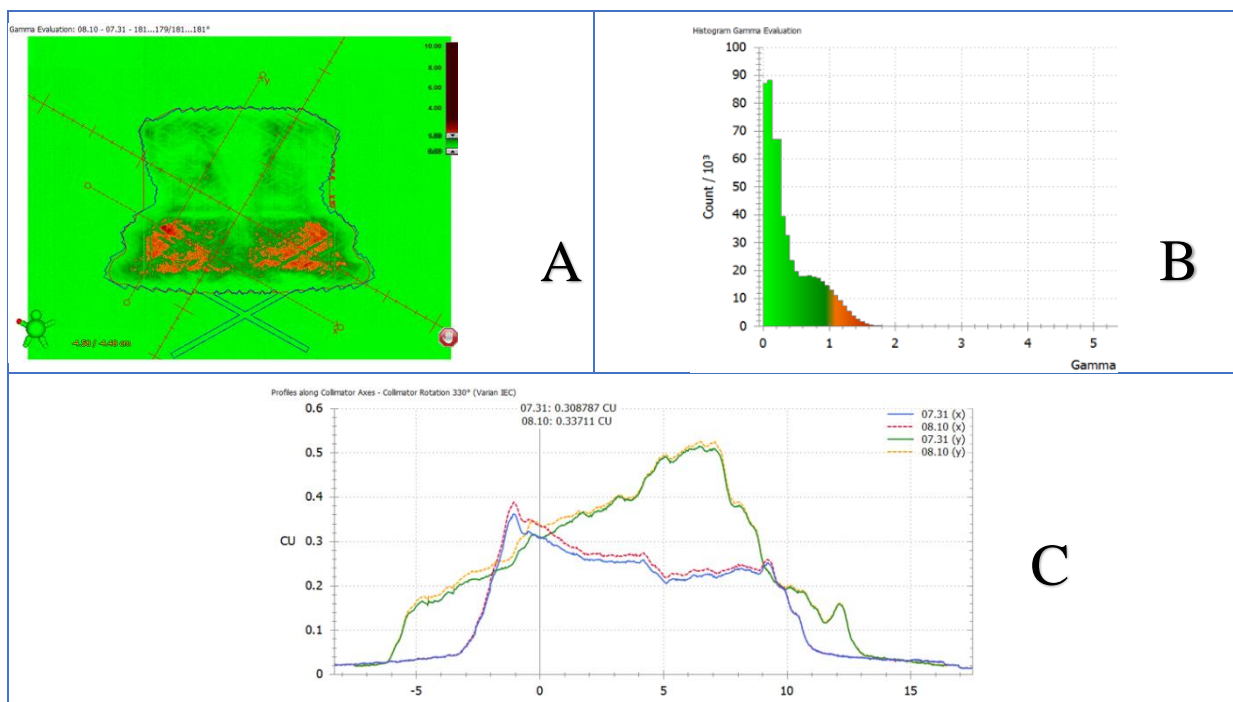 Gamma Evaluation: 08.10 - 07.31 - 181...179/181...181°
10.00
8.00
6.00
4.00
y
x
-4.58 / -4.48 cm
A
Histogram Gamma Evaluation
100
90
80
70
60
50
40
30
20
10
0
Count / 10³
0 1 2 3 4 5
Gamma
B
Profiles along Collimator Axes - Collimator Rotation 330° (Varian IEC)
07.31: 0.308787 CU
08.10: 0.33711 CU
07.31 (x)
08.10 (x)
07.31 (y)
08.10 (y)
0.6
0.5
0.4
0.3
0.2
0.1
0
CU
-5 0 5 10 15
C